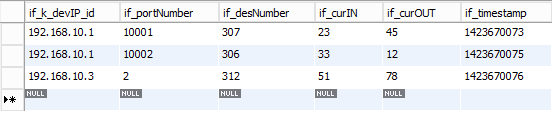 if_k_devIP_id if_portNumber if_desNumber if_curIN if_curOUT if_timestamp
192.168.10.1 10001 307 23 45 1423670073
192.168.10.1 10002 306 33 12 1423670075
192.168.10.3 2 312 51 78 1423670076
NULL NULL NULL NULL NULL NULL